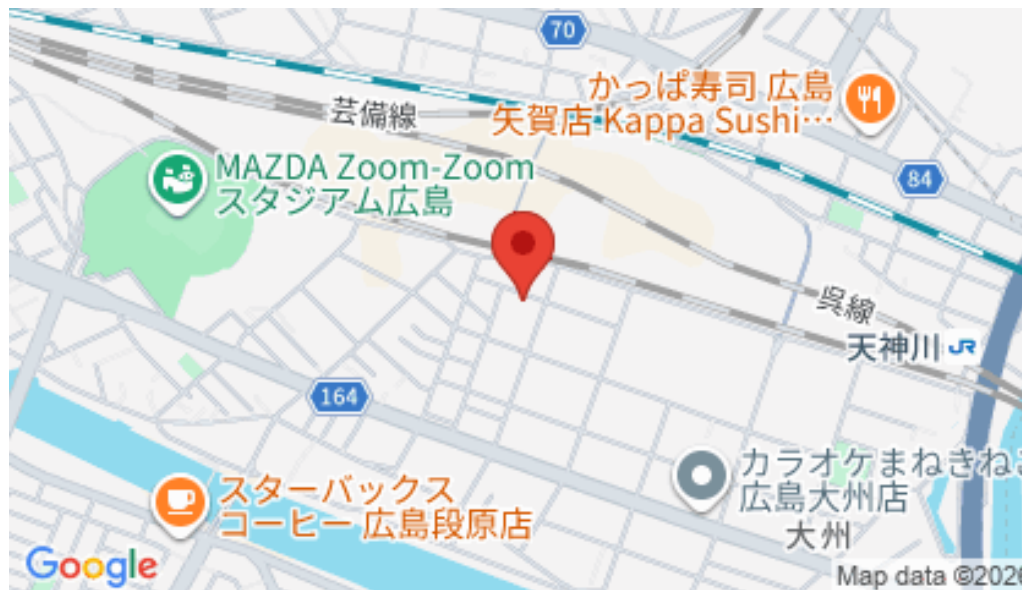 70
かっぱ寿司 広島
矢賀店 Kappa Sushi…
芸備線
MAZDA Zoom-Zoom
スタジアム広島
84
呉線
天神川 JR
164
カラオケまねきねこ
広島大州店
スターバックス
コーヒー 広島段原店
大州
Google
Map data ©2026